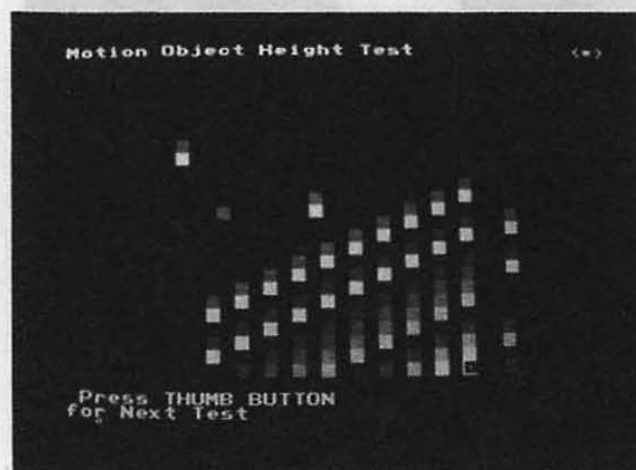 Motion Object Height Test <*>
Press THUMB BUTTON
for Next Test